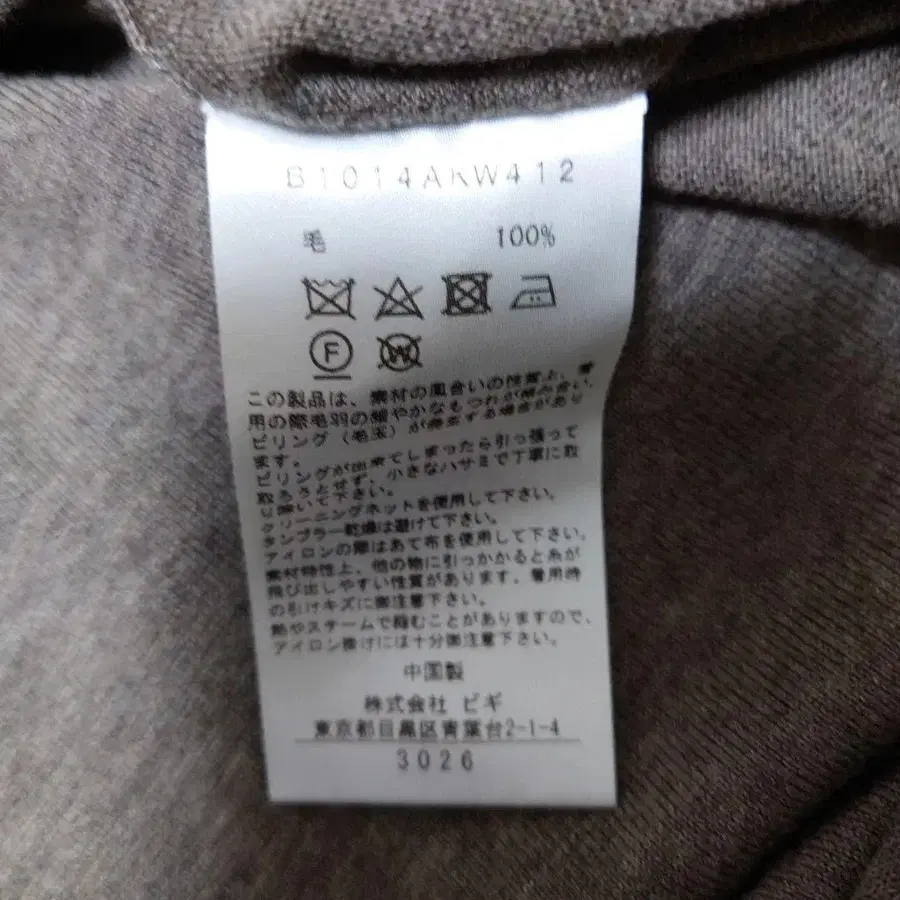 B1014AKW412
毛 100%
F
W
この製品は、素材の風合いの性質上、着
用の際毛羽の緩やかなもつれが絡み合い、
ピリング（毛玉）が発生する場合があり
ます。
ピリングが出来てしまったら引っ張って
取ろうとせず、小さなハサミで丁寧に取
り除いて下さい。
クリーニングネットを使用して下さい。
タンブラー乾燥は避けて下さい。
アイロンの際はあて布を使用して下さい。
素材特性上、他の物に引っかかると糸が
飛び出しやすい性質があります。着用時
の引けキズに御注意下さい。
熱やスチームで縮むことがありますので、
アイロン掛けには十分御注意下さい。
中国製
株式会社 ビギ
東京都目黒区青葉台2-1-4
3026